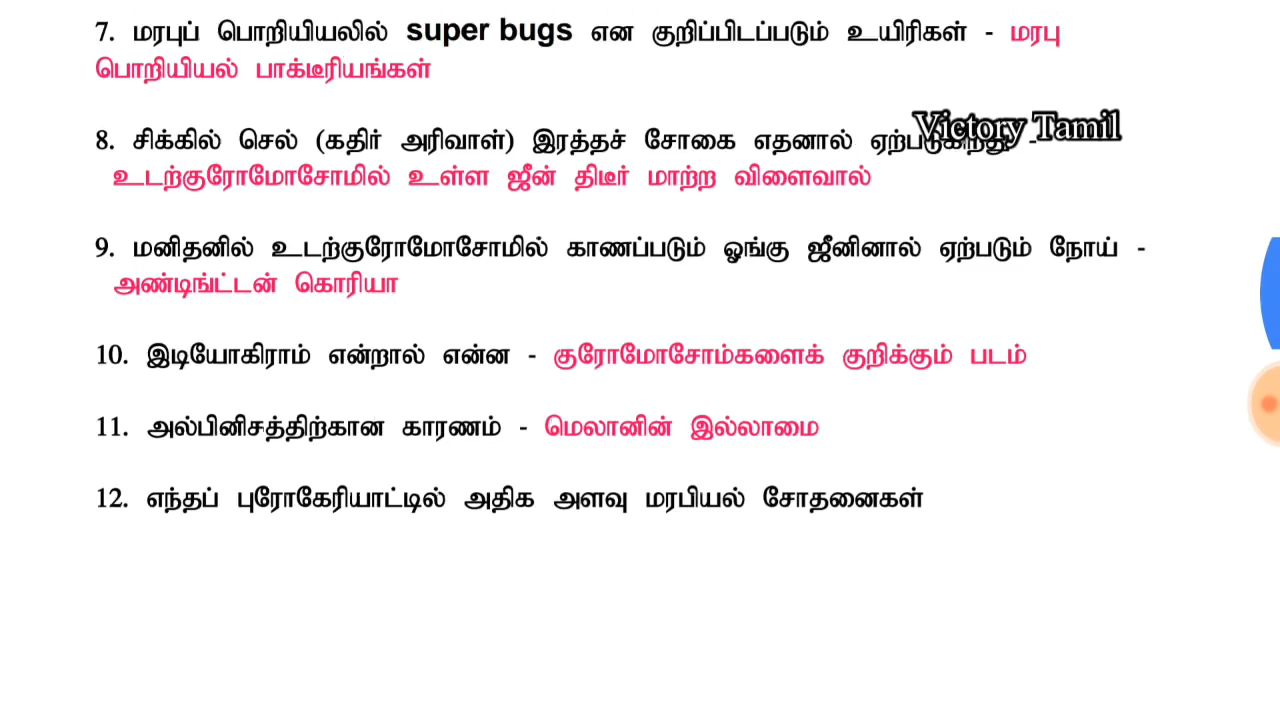 7. மரபுப் பொறியியலில் super bugs என குறிப்பிடப்படும் உயிரிகள் - மரபு
பொறியியல் பாக்டீரியங்கள்
Victory Tamil
8. சிக்கில் செல் (கதிர் அரிவாள்) இரத்தச் சோகை எதனால் ஏற்படுகிறது -
உடற்குரோமோசோமில் உள்ள ஜீன் திடீர் மாற்ற விளைவால்
9. மனிதனில் உடற்குரோமோசோமில் காணப்படும் ஓங்கு ஜீனினால் ஏற்படும் நோய் -
அண்டிங்ட்டன் கொரியா
10. இடியோகிராம் என்றால் என்ன - குரோமோசோம்களைக் குறிக்கும் படம்
11. அல்பினிசத்திற்கான காரணம் - மெலானின் இல்லாமை
12. எந்தப் புரோகேரியாட்டில் அதிக அளவு மரபியல் சோதனைகள்